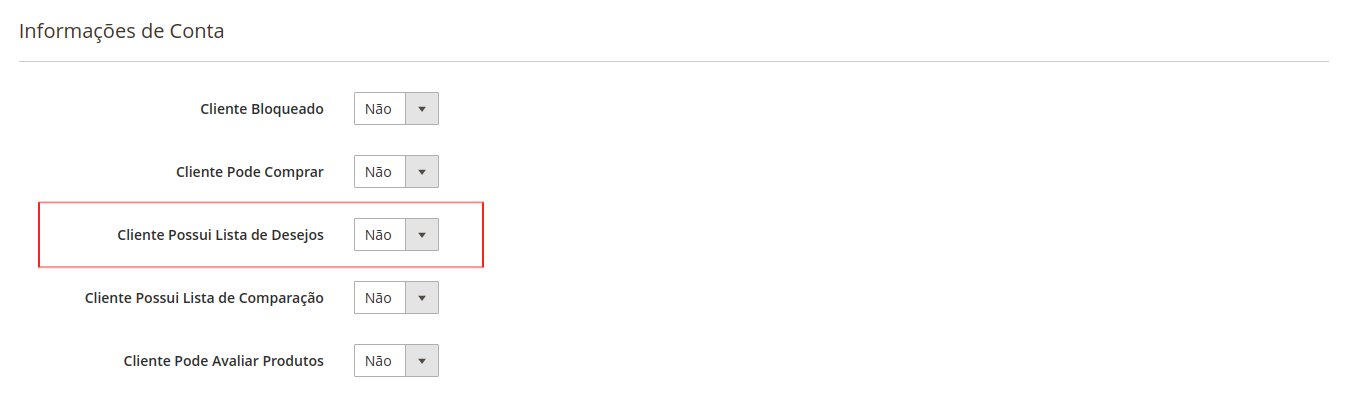 Informações de Conta
Cliente Bloqueado Não
Cliente Pode Comprar Não
Cliente Possui Lista de Desejos Não
Cliente Possui Lista de Comparação Não
Cliente Pode Avaliar Produtos Não